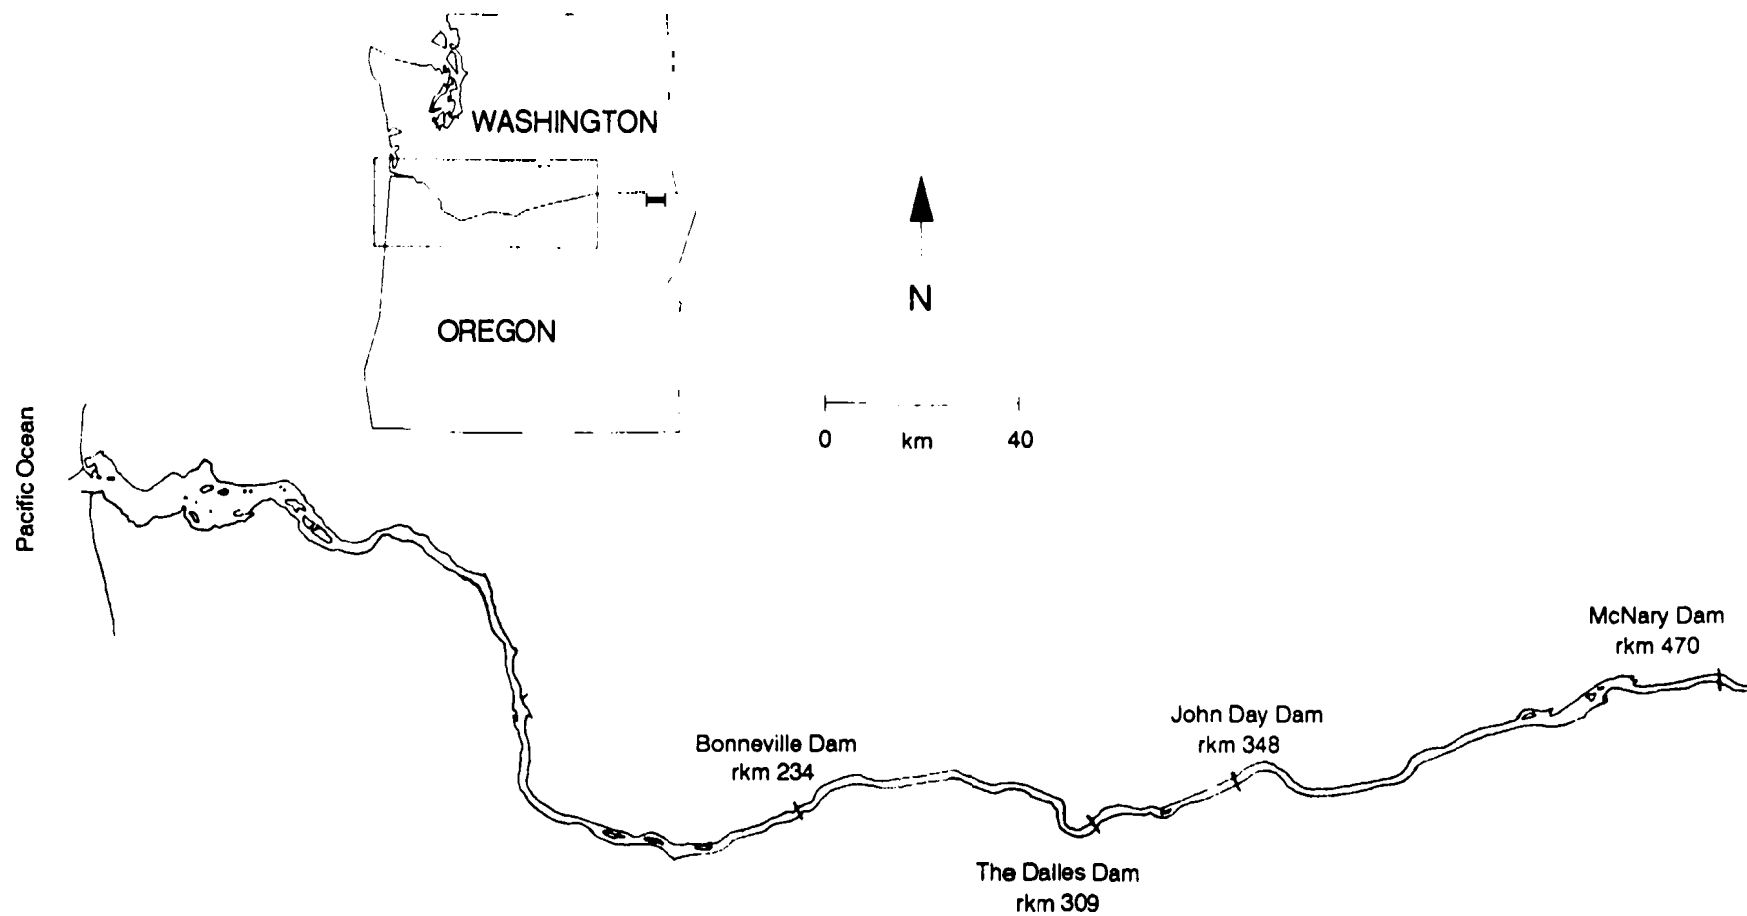 WASHINGTON
OREGON
N
0 km 40
Pacific Ocean
McNary Dam
rkm 470
John Day Dam
rkm 348
Bonneville Dam
rkm 234
The Dalles Dam
rkm 309